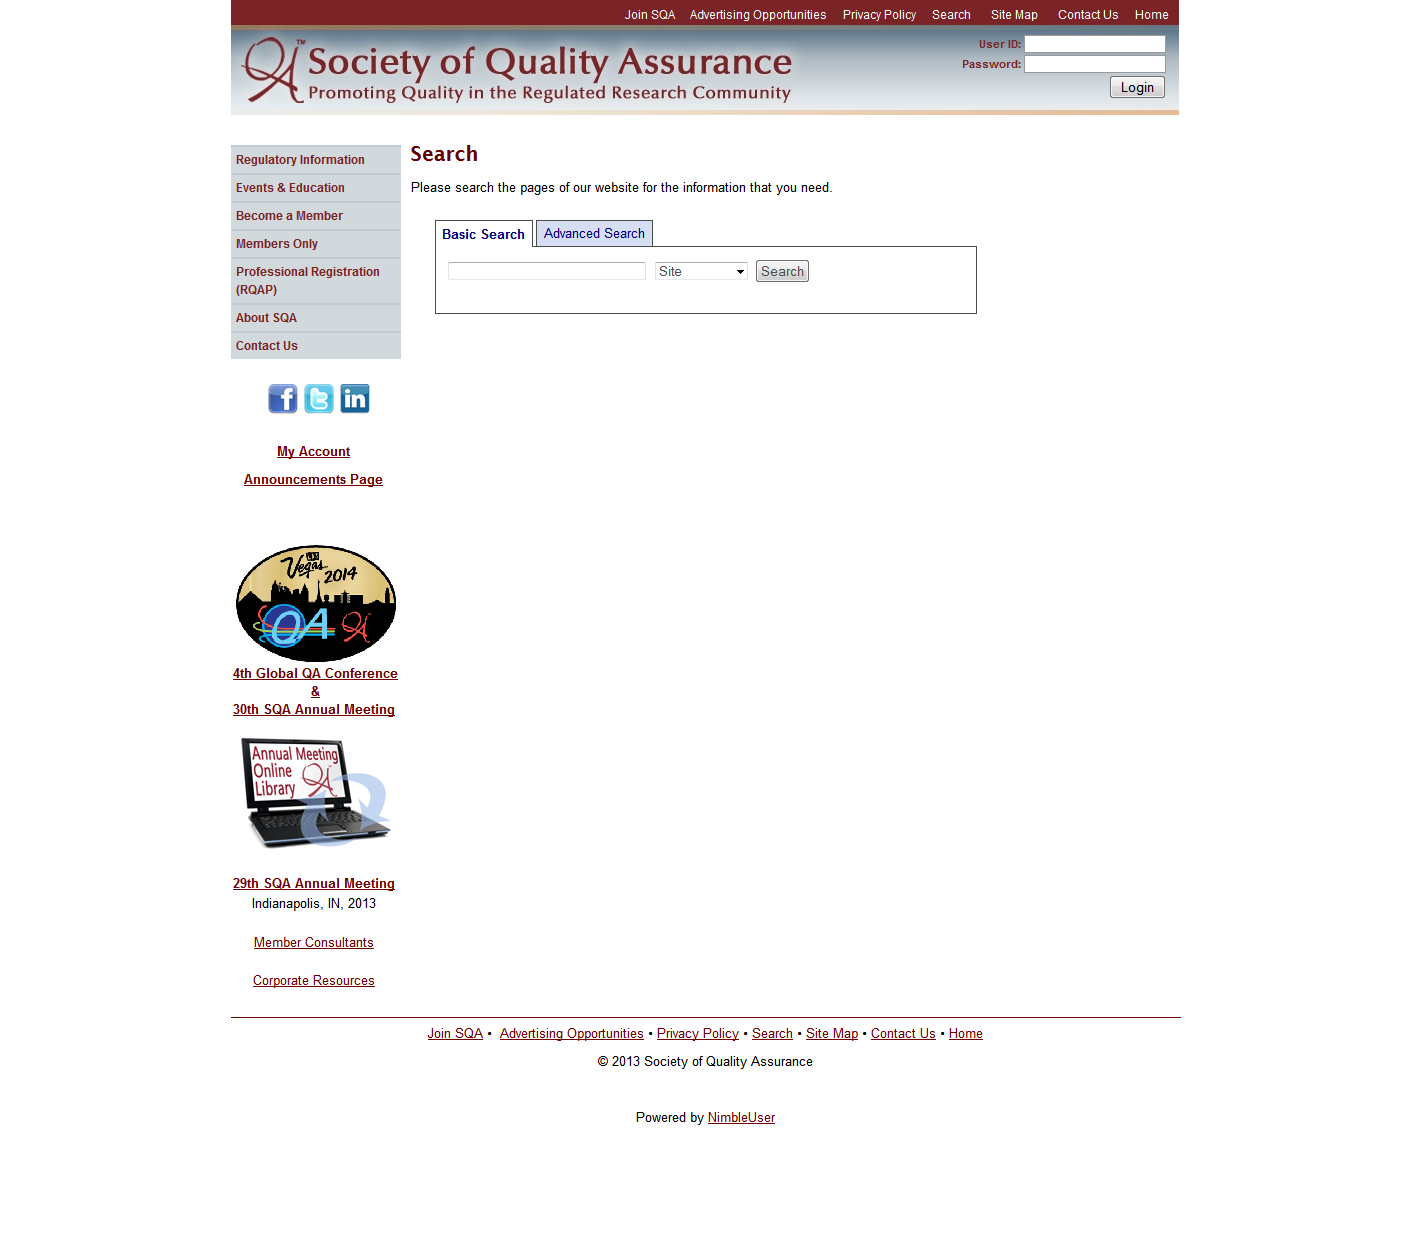 Join SQA Advertising Opportunities Privacy Policy Search Site Map Contact Us Home
QA™ Society of Quality Assurance
Promoting Quality in the Regulated Research Community
User ID:
Password:
Login
Regulatory Information
Events & Education
Become a Member
Members Only
Professional Registration
(RQAP)
About SQA
Contact Us
f t in
My Account
Announcements Page
Las
Vegas
2014
QA QA
4th Global QA Conference
&
30th SQA Annual Meeting
Annual Meeting
Online QA
Library
29th SQA Annual Meeting
Indianapolis, IN, 2013
Member Consultants
Corporate Resources
Search
Please search the pages of our website for the information that you need.
Basic Search Advanced Search
Site Search
Join SQA • Advertising Opportunities • Privacy Policy • Search • Site Map • Contact Us • Home
© 2013 Society of Quality Assurance
Powered by NimbleUser